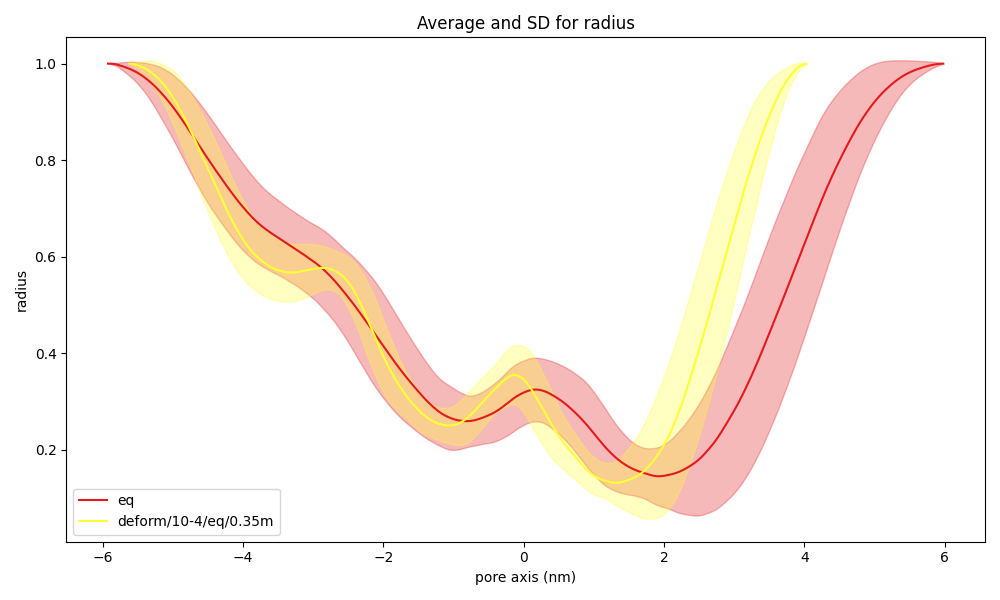 Average and SD for radius
1.0
0.8
0.6
0.4
0.2
radius
eq
deform/10-4/eq/0.35m
−6
−4
−2
0
2
4
6
pore axis (nm)